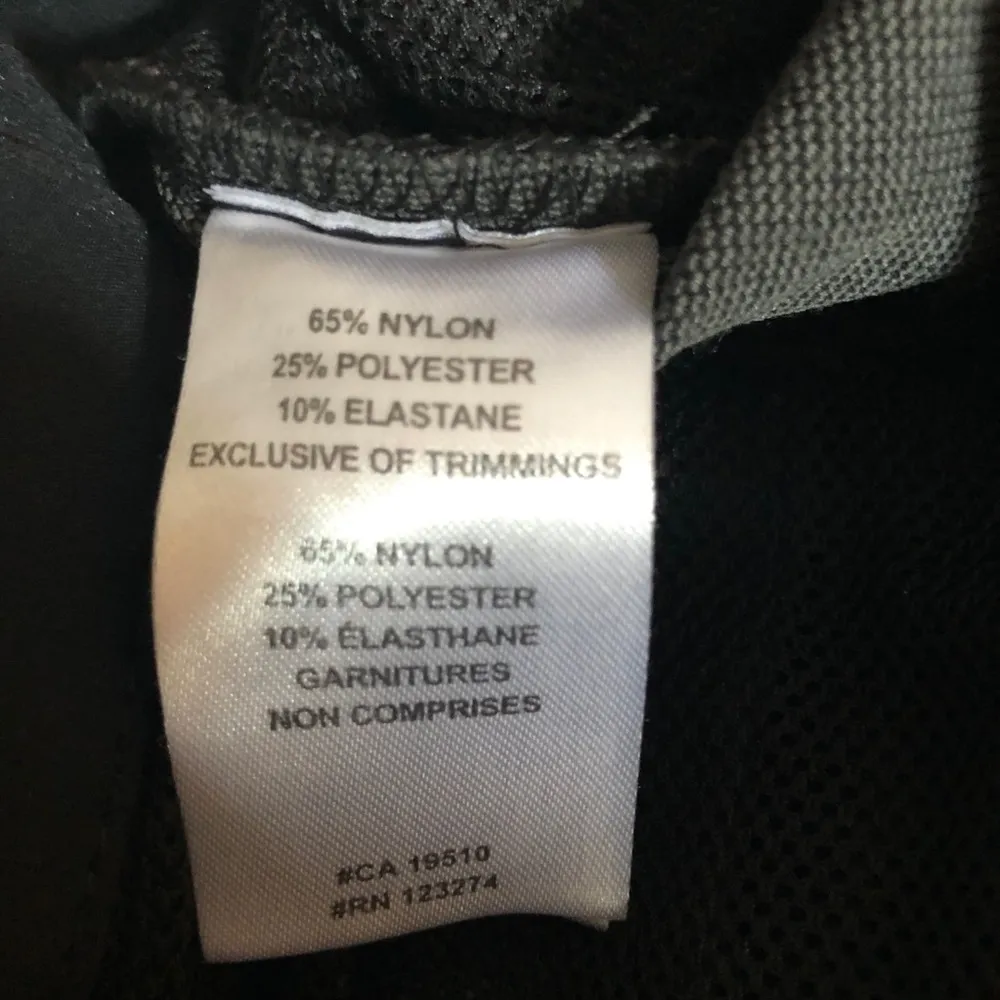 65% NYLON
25% POLYESTER
10% ELASTANE
EXCLUSIVE OF TRIMMINGS
65% NYLON
25% POLYESTER
10% ÉLASTHANE
GARNITURES
NON COMPRISES
#CA 19510
#RN 123274